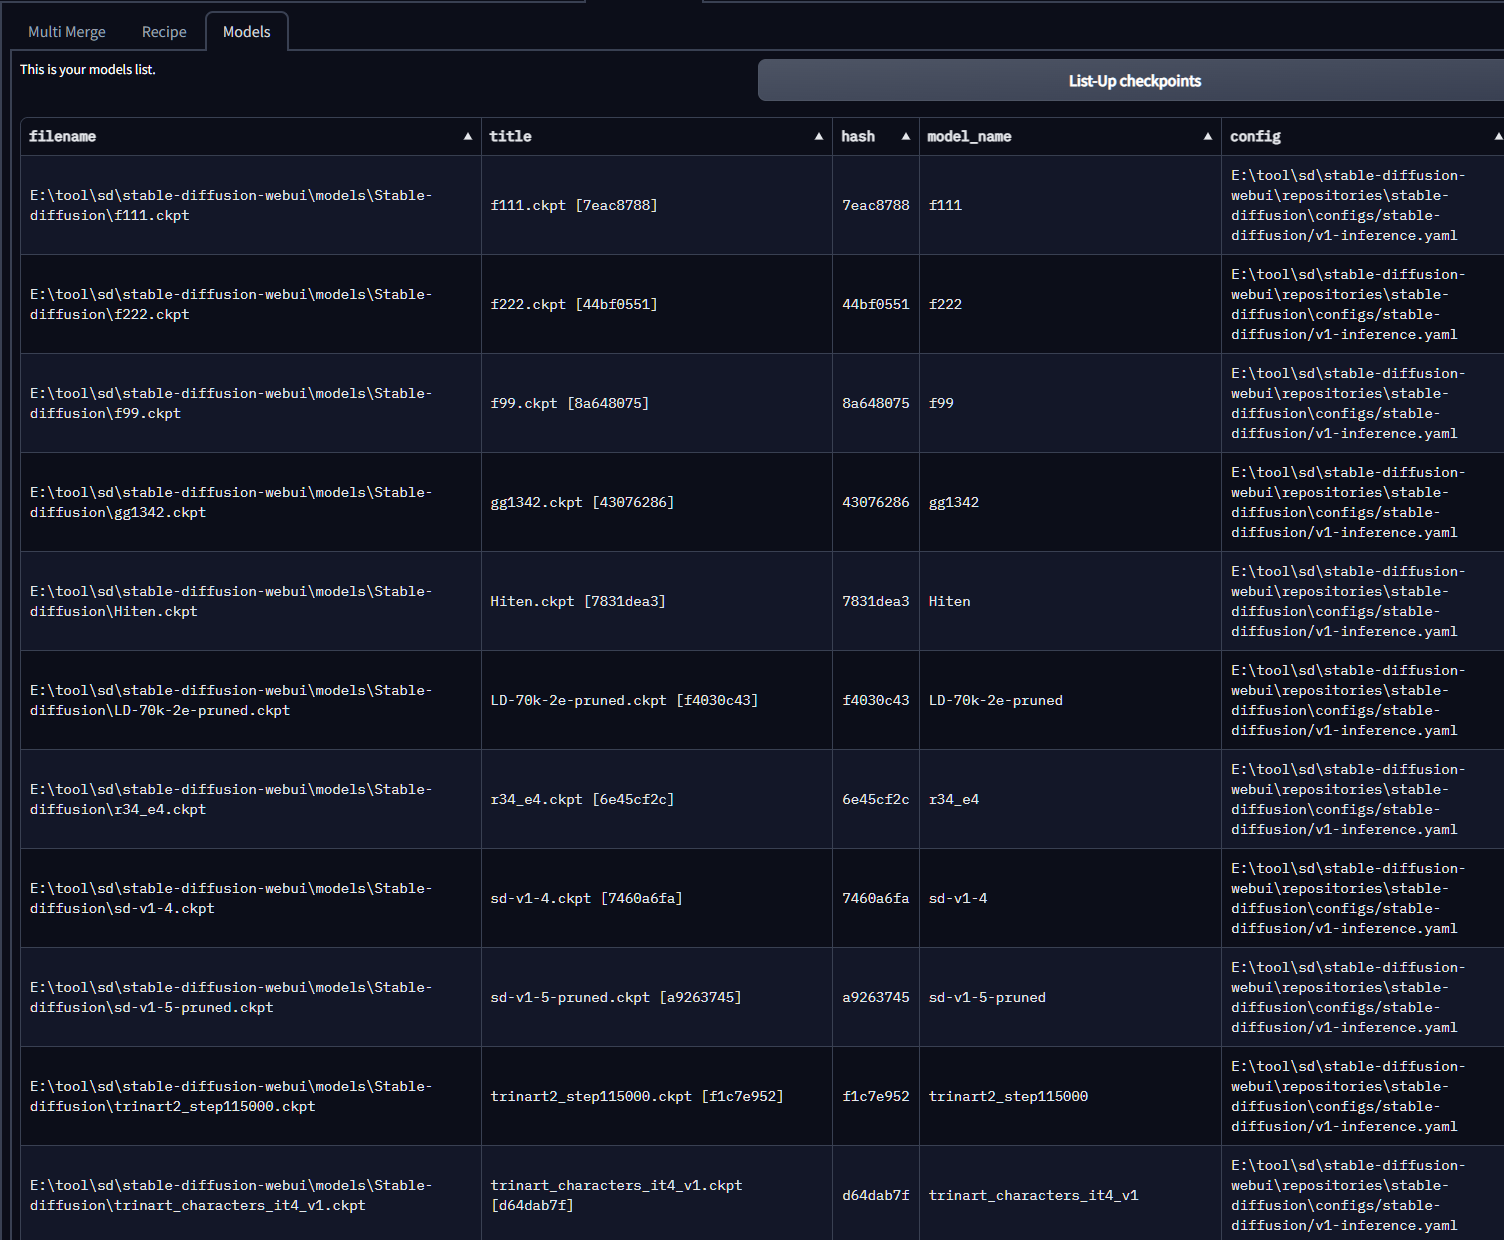 Multi Merge Recipe Models
This is your models list.
List-Up checkpoints
filename ▲ title ▲ hash ▲ model_name ▲ config ▲
E:\tool\sd\stable-diffusion-webui\models\Stable-
diffusion\f111.ckpt
f111.ckpt [7eac8788]
7eac8788
f111
E:\tool\sd\stable-diffusion-
webui\repositories\stable-
diffusion\configs/stable-
diffusion/v1-inference.yaml
E:\tool\sd\stable-diffusion-webui\models\Stable-
diffusion\f222.ckpt
f222.ckpt [44bf0551]
44bf0551
f222
E:\tool\sd\stable-diffusion-
webui\repositories\stable-
diffusion\configs/stable-
diffusion/v1-inference.yaml
E:\tool\sd\stable-diffusion-webui\models\Stable-
diffusion\f99.ckpt
f99.ckpt [8a648075]
8a648075
f99
E:\tool\sd\stable-diffusion-
webui\repositories\stable-
diffusion\configs/stable-
diffusion/v1-inference.yaml
E:\tool\sd\stable-diffusion-webui\models\Stable-
diffusion\gg1342.ckpt
gg1342.ckpt [43076286]
43076286
gg1342
E:\tool\sd\stable-diffusion-
webui\repositories\stable-
diffusion\configs/stable-
diffusion/v1-inference.yaml
E:\tool\sd\stable-diffusion-webui\models\Stable-
diffusion\Hiten.ckpt
Hiten.ckpt [7831dea3]
7831dea3
Hiten
E:\tool\sd\stable-diffusion-
webui\repositories\stable-
diffusion\configs/stable-
diffusion/v1-inference.yaml
E:\tool\sd\stable-diffusion-webui\models\Stable-
diffusion\LD-70k-2e-pruned.ckpt
LD-70k-2e-pruned.ckpt [f4030c43]
f4030c43
LD-70k-2e-pruned
E:\tool\sd\stable-diffusion-
webui\repositories\stable-
diffusion\configs/stable-
diffusion/v1-inference.yaml
E:\tool\sd\stable-diffusion-webui\models\Stable-
diffusion\r34_e4.ckpt
r34_e4.ckpt [6e45cf2c]
6e45cf2c
r34_e4
E:\tool\sd\stable-diffusion-
webui\repositories\stable-
diffusion\configs/stable-
diffusion/v1-inference.yaml
E:\tool\sd\stable-diffusion-webui\models\Stable-
diffusion\sd-v1-4.ckpt
sd-v1-4.ckpt [7460a6fa]
7460a6fa
sd-v1-4
E:\tool\sd\stable-diffusion-
webui\repositories\stable-
diffusion\configs/stable-
diffusion/v1-inference.yaml
E:\tool\sd\stable-diffusion-webui\models\Stable-
diffusion\sd-v1-5-pruned.ckpt
sd-v1-5-pruned.ckpt [a9263745]
a9263745
sd-v1-5-pruned
E:\tool\sd\stable-diffusion-
webui\repositories\stable-
diffusion\configs/stable-
diffusion/v1-inference.yaml
E:\tool\sd\stable-diffusion-webui\models\Stable-
diffusion\trinart2_step115000.ckpt
trinart2_step115000.ckpt [f1c7e952]
f1c7e952
trinart2_step115000
E:\tool\sd\stable-diffusion-
webui\repositories\stable-
diffusion\configs/stable-
diffusion/v1-inference.yaml
E:\tool\sd\stable-diffusion-webui\models\Stable-
diffusion\trinart_characters_it4_v1.ckpt
trinart_characters_it4_v1.ckpt
[d64dab7f]
d64dab7f
trinart_characters_it4_v1
E:\tool\sd\stable-diffusion-
webui\repositories\stable-
diffusion\configs/stable-
diffusion/v1-inference.yaml